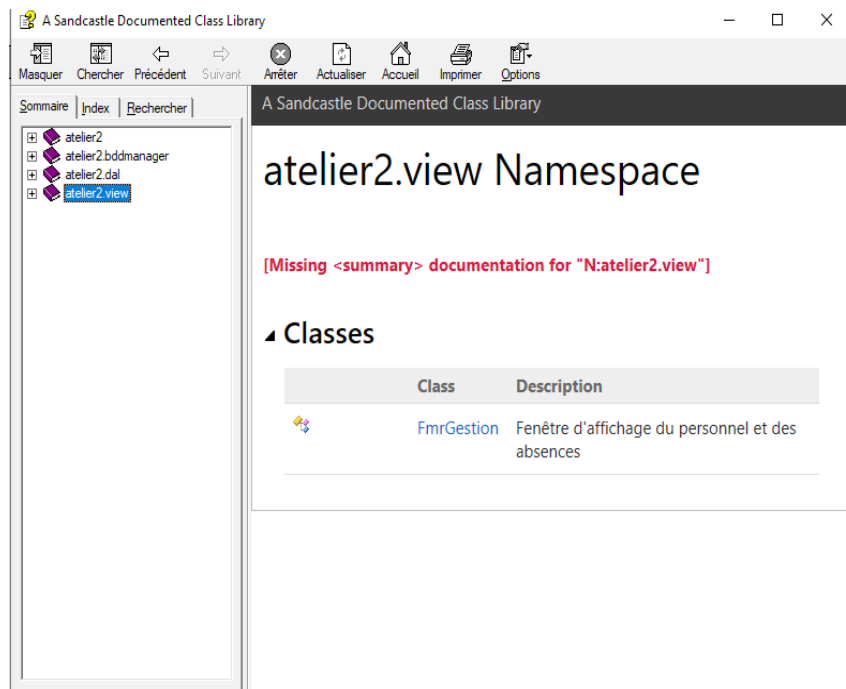 A Sandcastle Documented Class Library
Masquer Chercher Précédent Suivant Arrêter Actualiser Accueil Imprimer Options
Sommaire Index Rechercher
atelier2
atelier2.bddmanager
atelier2.dal
atelier2.view
A Sandcastle Documented Class Library
atelier2.view Namespace
[Missing <summary> documentation for "N:atelier2.view"]
Classes
Class Description
FmrGestion Fenêtre d'affichage du personnel et des
absences